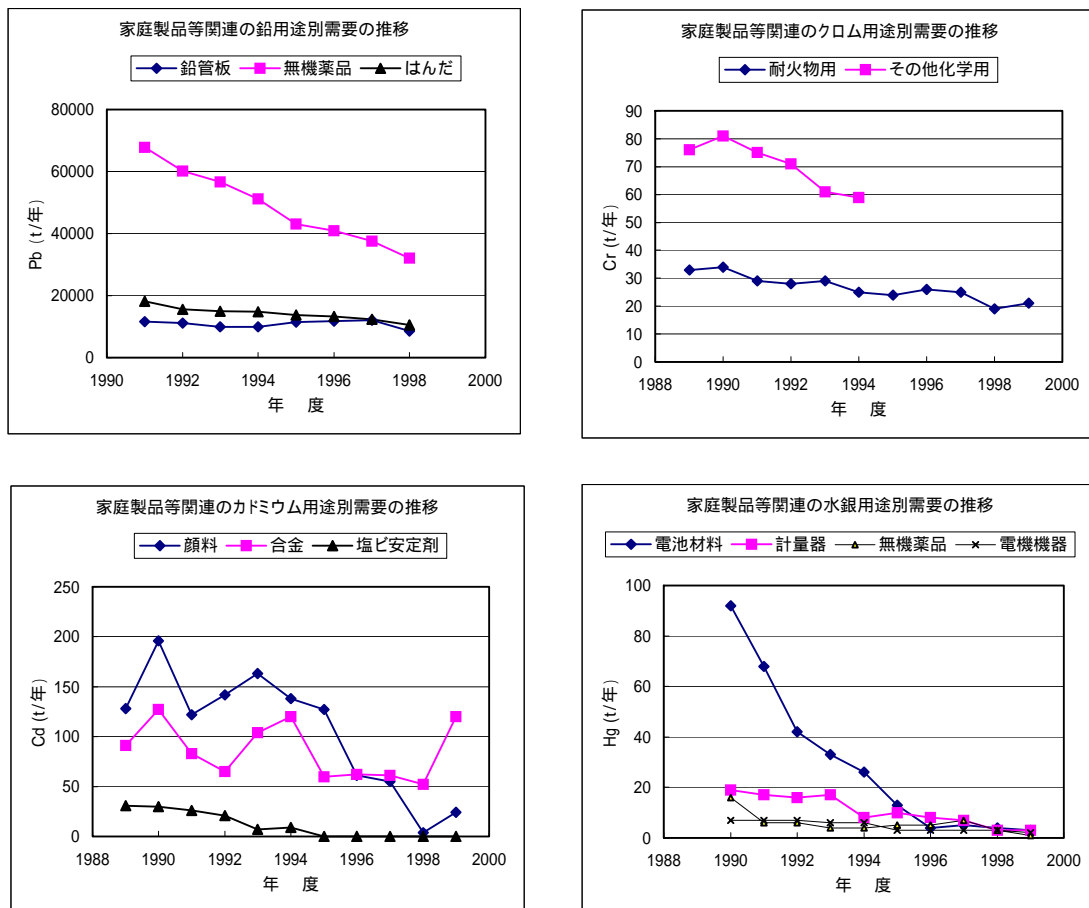 家庭製品等関連の鉛用途別需要の推移
鉛管板 無機薬品 はんだ
80000
60000
40000
20000
0
Pb (t/年)
1990 1992 1994 1996 1998 2000
年 度
家庭製品等関連のクロム用途別需要の推移
耐火物用 その他化学用
90
80
70
60
50
40
30
20
10
0
Cr (t/年)
1988 1990 1992 1994 1996 1998 2000
年 度
家庭製品等関連のカドミウム用途別需要の推移
顔料 合金 塩ビ安定剤
250
200
150
100
50
0
Cd (t/年)
1988 1990 1992 1994 1996 1998 2000
年 度
家庭製品等関連の水銀用途別需要の推移
電池材料 計量器 無機薬品 電機機器
100
80
60
40
20
0
Hg (t/年)
1988 1990 1992 1994 1996 1998 2000
年 度